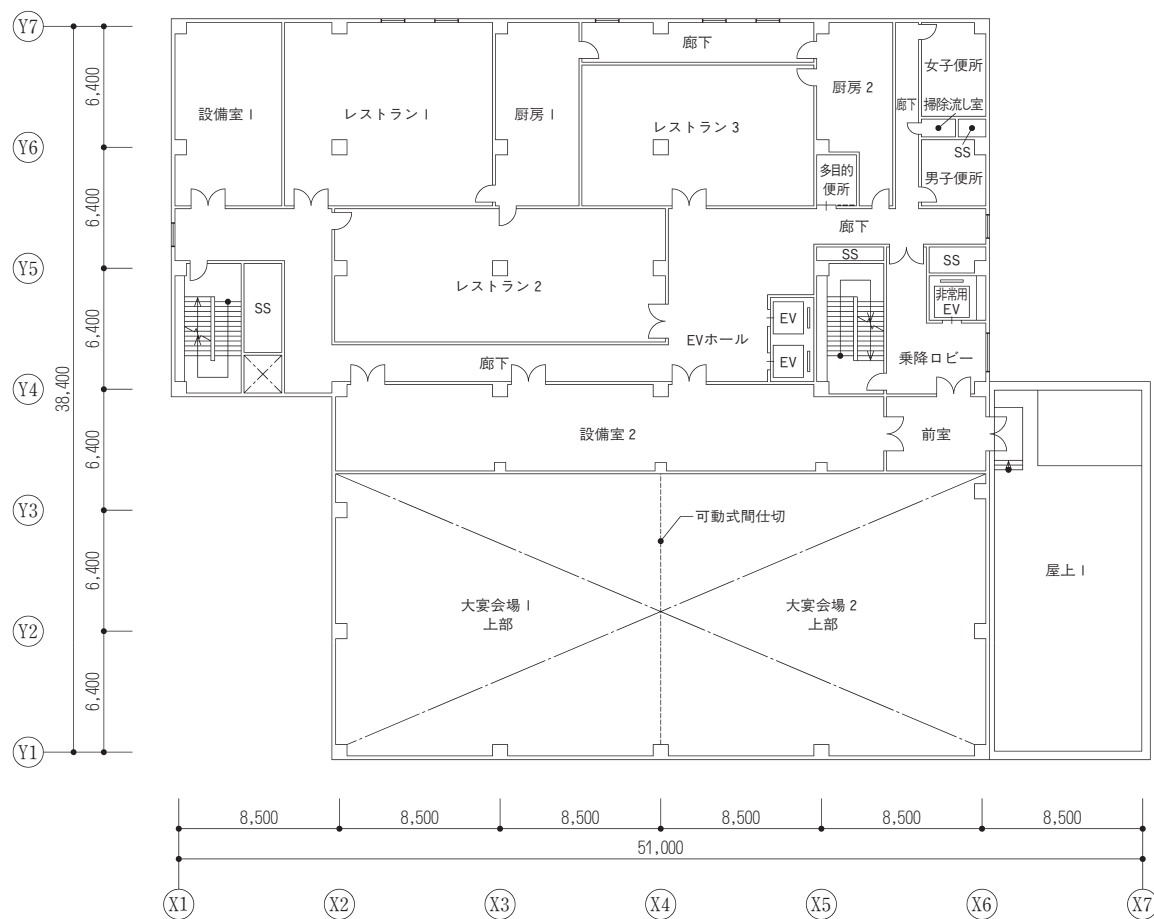 Y7
Y6
Y5
Y4
Y3
Y2
Y1
6,400
6,400
6,400
6,400
6,400
6,400
38,400
設備室1
レストラン1
厨房1
廊下
レストラン3
厨房2
廊下
女子便所
掃除流し室
SS
男子便所
多目的
便所
廊下
SS
SS
非常用
EV
乗降ロビー
SS
レストラン2
EVホール
EV
EV
廊下
設備室2
前室
可動式間仕切
大宴会場1
上部
大宴会場2
上部
屋上1
8,500
8,500
8,500
8,500
8,500
8,500
51,000
X1
X2
X3
X4
X5
X6
X7